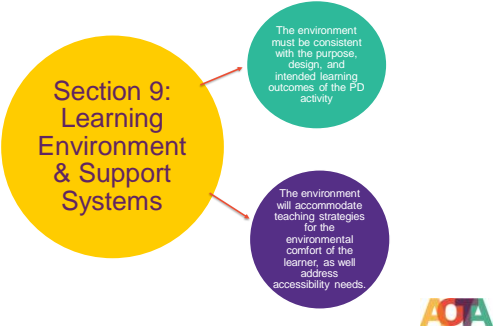 Section 9:
Learning
Environment
& Support
Systems
The environment
must be consistent
with the purpose,
design, and
intended learning
outcomes of the PD
activity
The environment
will accommodate
teaching strategies
for the
environmental
comfort of the
learner, as well
address
accessibility needs.
AOTA